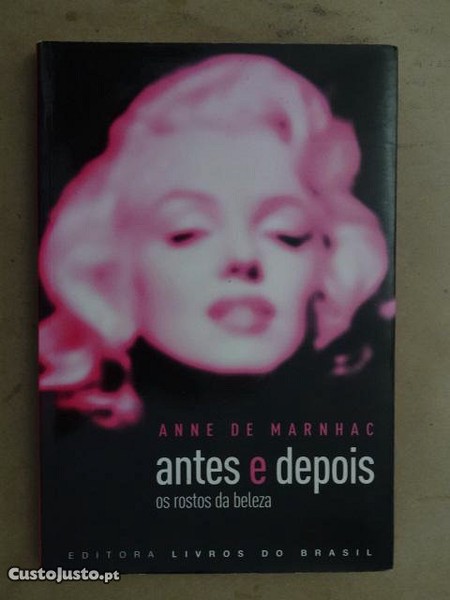 ANNE DE MARNHAC
antes e depois
os rostos da beleza
EDITORA LIVROS DO BRASIL
CustoJusto.pt